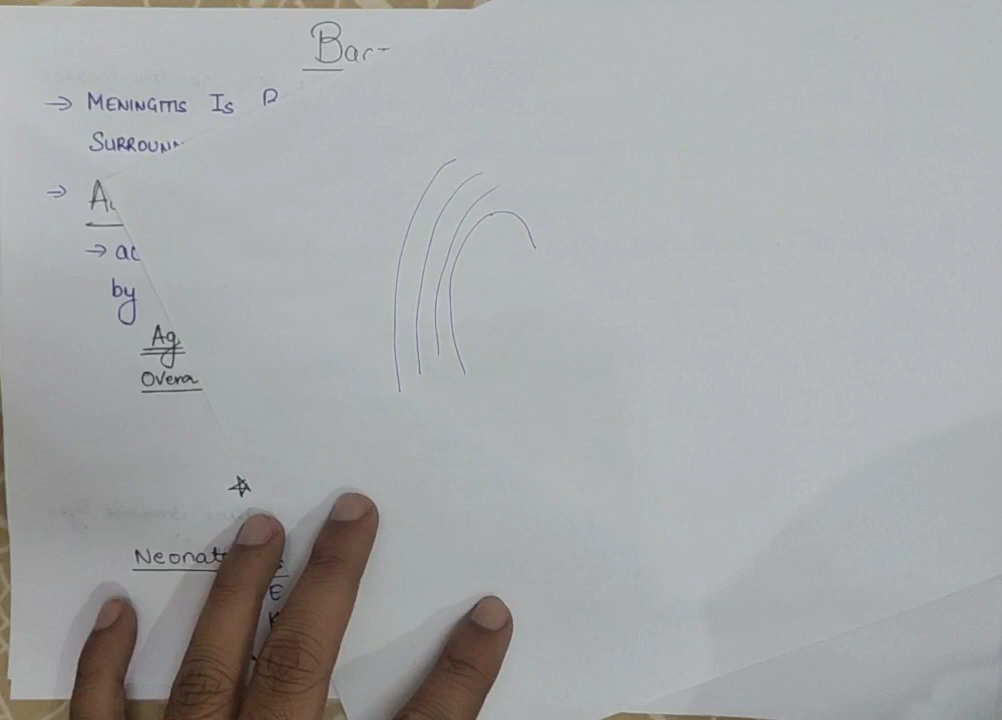 Bac
→ MENINGITIS IS
SURROUN
→ A
→ ac
by
Ag
Overa
Neonat
E
K